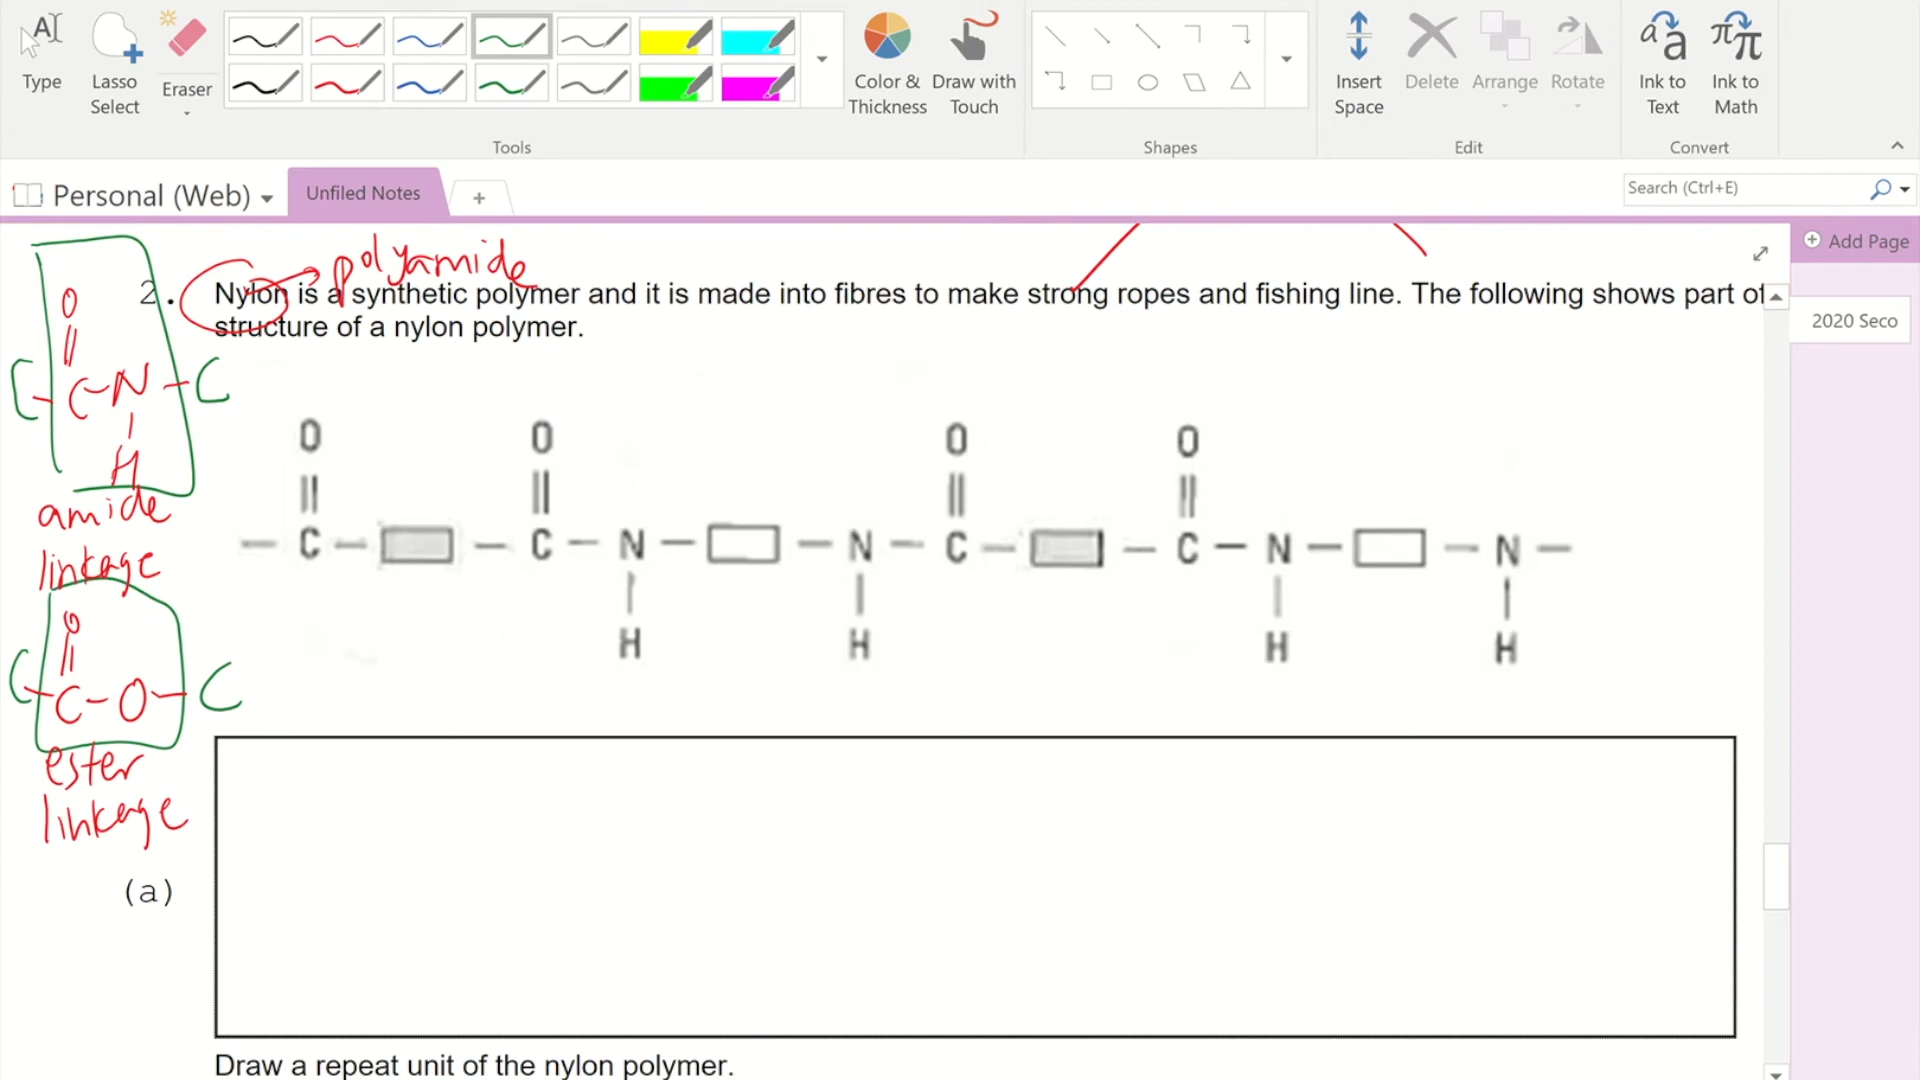 Type
Lasso
Select
Eraser
Color &
Thickness
Draw with
Touch
Insert
Space
Delete
Arrange
Rotate
Ink to
Text
Ink to
Math
Tools
Shapes
Edit
Convert
Personal (Web)
Unfiled Notes
+
Search (Ctrl+E)
Add Page
2020 Seco
polyamide
2. Nylon is a synthetic polymer and it is made into fibres to make strong ropes and fishing line. The following shows part of
structure of a nylon polymer.
O
||
C - C - N - C
|
H
amide
linkage
O O O O
|| || || ||
— C — — C — N — — N — C — — C — N — — N —
| | | |
H H H H
O
||
C - C - O - C
ester
linkage
(a)
Draw a repeat unit of the nylon polymer.